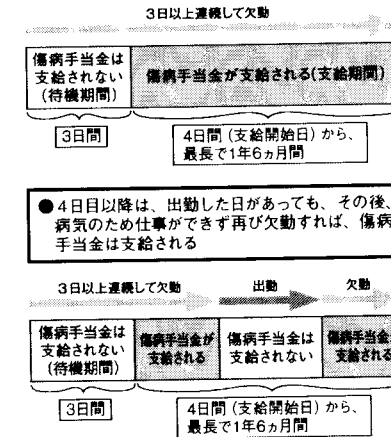 3日以上連続して欠勤
傷病手当金は
支給されない
(待機期間)
傷病手当金が支給される(支給期間)
3日間
4日間(支給開始日)から、
最長で1年6ヵ月間
●4日目以降は、出勤した日があっても、その後、
病気のため仕事ができず再び欠勤すれば、傷病
手当金は支給される
3日以上連続して欠勤
出勤
欠勤
傷病手当金は
支給されない
(待機期間)
傷病手当金が
支給される
傷病手当金は
支給されない
傷病手当金
支給される
3日間
4日間(支給開始日)から、
最長で1年6ヵ月間